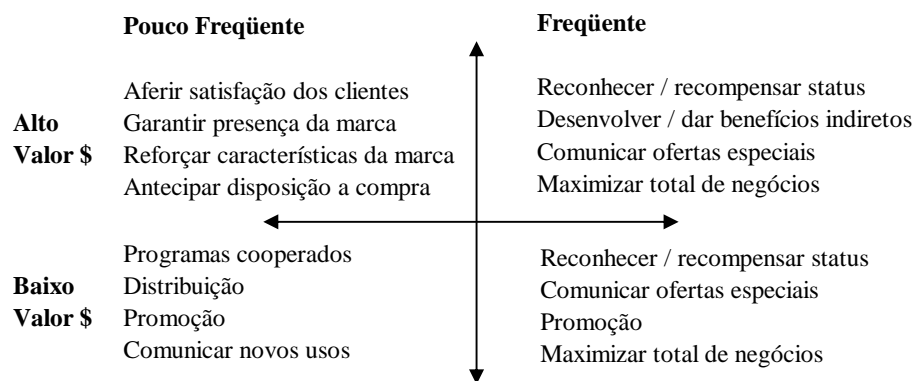 Pouco Freqüente
Freqüente
Alto
Valor $
Aferir satisfação dos clientes
Garantir presença da marca
Reforçar características da marca
Antecipar disposição a compra
Reconhecer / recompensar status
Desenvolver / dar benefícios indiretos
Comunicar ofertas especiais
Maximizar total de negócios
Baixo
Valor $
Programas cooperados
Distribuição
Promoção
Comunicar novos usos
Reconhecer / recompensar status
Comunicar ofertas especiais
Promoção
Maximizar total de negócios